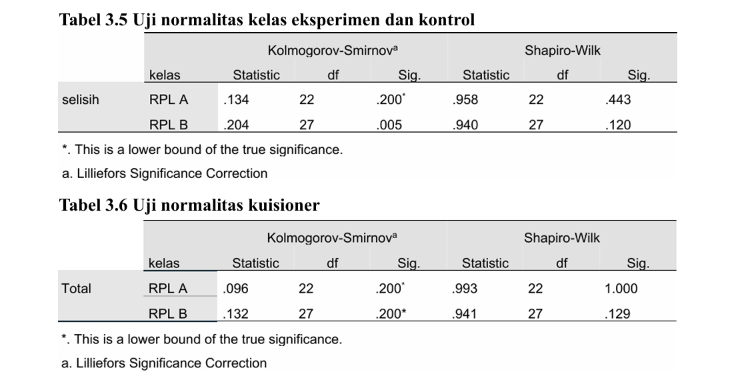 Tabel 3.5 Uji normalitas kelas eksperimen dan kontrol
Kolmogorov-Smirnovᵃ Shapiro-Wilk
kelas Statistic df Sig. Statistic df Sig.
selisih RPL A .134 22 .200* .958 22 .443
RPL B .204 27 .005 .940 27 .120
*. This is a lower bound of the true significance.
a. Lilliefors Significance Correction
Tabel 3.6 Uji normalitas kuisioner
Kolmogorov-Smirnovᵃ Shapiro-Wilk
kelas Statistic df Sig. Statistic df Sig.
Total RPL A .096 22 .200* .993 22 1.000
RPL B .132 27 .200* .941 27 .129
*. This is a lower bound of the true significance.
a. Lilliefors Significance Correction